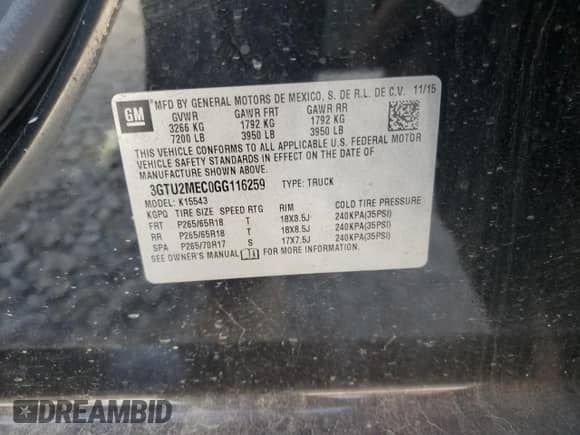 GM
MFD BY GENERAL MOTORS DE MEXICO, S. DE R.L. DE C.V. 11/15
GVWR GAWR FRT GAWR RR
3266 KG 1792 KG 1792 KG
7200 LB 3950 LB 3950 LB
THIS VEHICLE CONFORMS TO ALL APPLICABLE U.S. FEDERAL MOTOR
VEHICLE SAFETY STANDARDS IN EFFECT ON THE DATE OF
MANUFACTURE SHOWN ABOVE.
3GTU2MEC0GG116259 TYPE: TRUCK
MODEL: K15543
KGPQ TIRE SIZE SPEED RTG RIM COLD TIRE PRESSURE
FRT P265/65R18 T 18X8.5J 240KPA(35PSI)
RR P265/65R18 T 18X8.5J 240KPA(35PSI)
SPA P265/70R17 S 17X7.5J 240KPA(35PSI)
SEE OWNER'S MANUAL FOR MORE INFORMATION.
DREAMBID